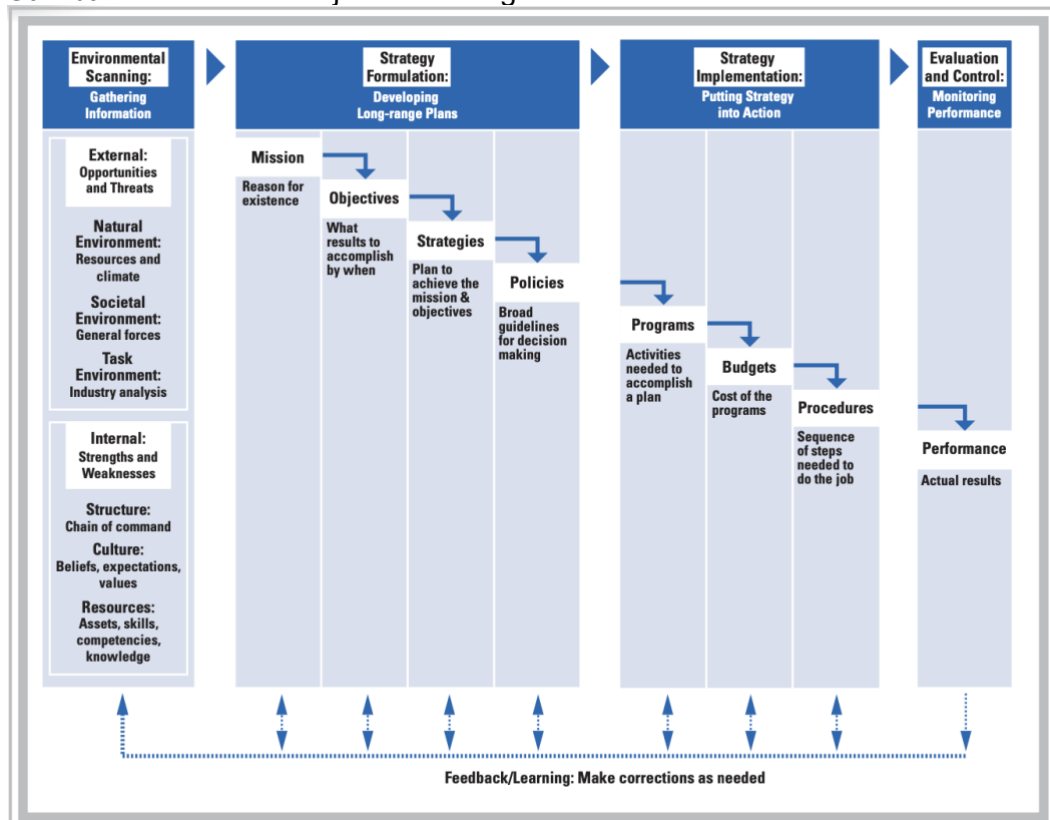 Environmental
Scanning:
Gathering
Information
Strategy
Formulation:
Developing
Long-range Plans
Strategy
Implementation:
Putting Strategy
into Action
Evaluation
and Control:
Monitoring
Performance
External:
Opportunities
and Threats
Natural
Environment:
Resources and
climate
Societal
Environment:
General forces
Task
Environment:
Industry analysis
Internal:
Strengths and
Weaknesses
Structure:
Chain of command
Culture:
Beliefs, expectations,
values
Resources:
Assets, skills,
competencies,
knowledge
Mission
Reason for
existence
Objectives
What
results to
accomplish
by when
Strategies
Plan to
achieve the
mission &
objectives
Policies
Broad
guidelines
for decision
making
Programs
Activities
needed to
accomplish
a plan
Budgets
Cost of the
programs
Procedures
Sequence
of steps
needed to
do the job
Performance
Actual results
Feedback/Learning: Make corrections as needed